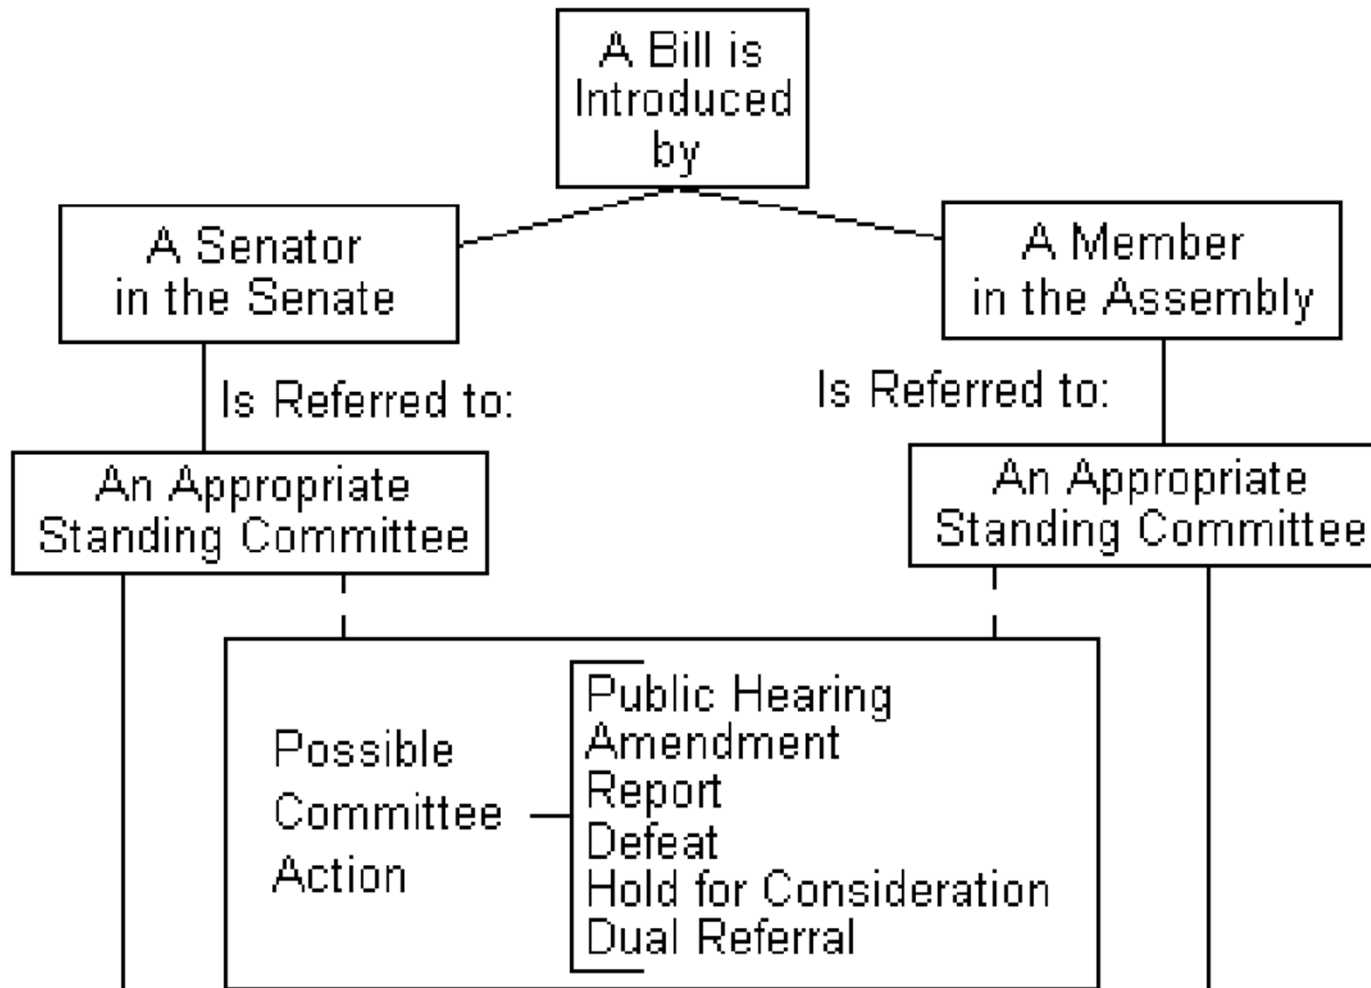 A Bill is
Introduced
by
A Senator
in the Senate
A Member
in the Assembly
Is Referred to:
Is Referred to:
An Appropriate
Standing Committee
An Appropriate
Standing Committee
Possible
Committee
Action
Public Hearing
Amendment
Report
Defeat
Hold for Consideration
Dual Referral